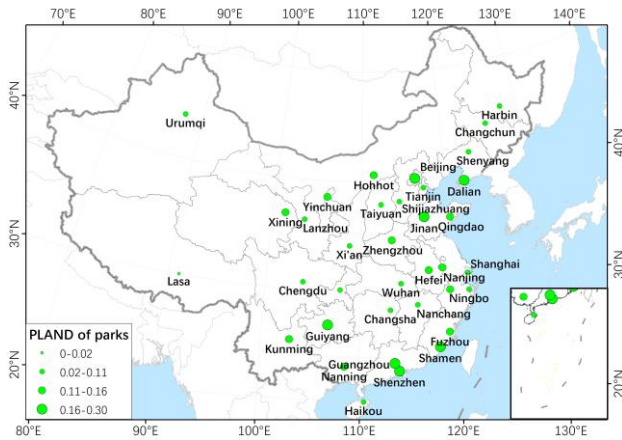 70°E 80°E 90°E 100°E 110°E 120°E 130°E 140°E
40°N
30°N
20°N
40°N
30°N
20°N
Urumqi
Harbin
Changchun
Shenyang
Beijing
Hohhot
Dalian
Tianjin
Yinchuan
Shijiazhuang
Taiyuan
Xining
Lanzhou
Jinan
Qingdao
Zhengzhou
Xi'an
Shanghai
Lasa
Hefei
Nanjing
Chengdu
Wuhan
Ningbo
Nanchang
Changsha
Guiyang
Fuzhou
Kunming
Shamen
Guangzhou
Nanning
Shenzhen
Haikou
PLAND of parks
0-0.02
0.02-0.11
0.11-0.16
0.16-0.30
80°E 90°E 100°E 110°E 120°E 130°E